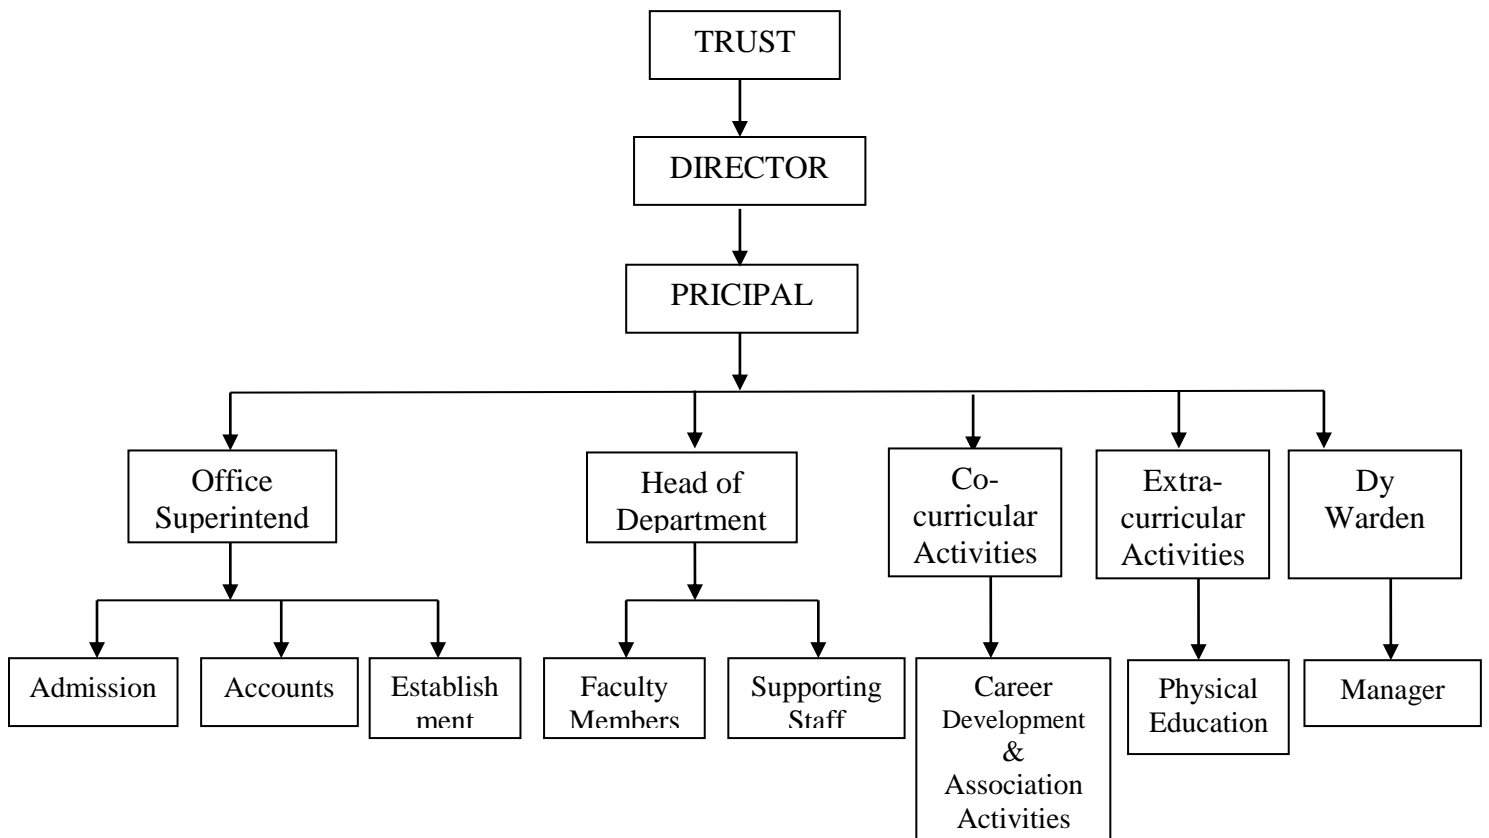 TRUST
DIRECTOR
PRICIPAL
Office
Superintend
Head of
Department
Co-
curricular
Activities
Extra-
curricular
Activities
Dy
Warden
Admission
Accounts
Establish
ment
Faculty
Members
Supporting
Staff
Career
Development
&
Association
Activities
Physical
Education
Manager